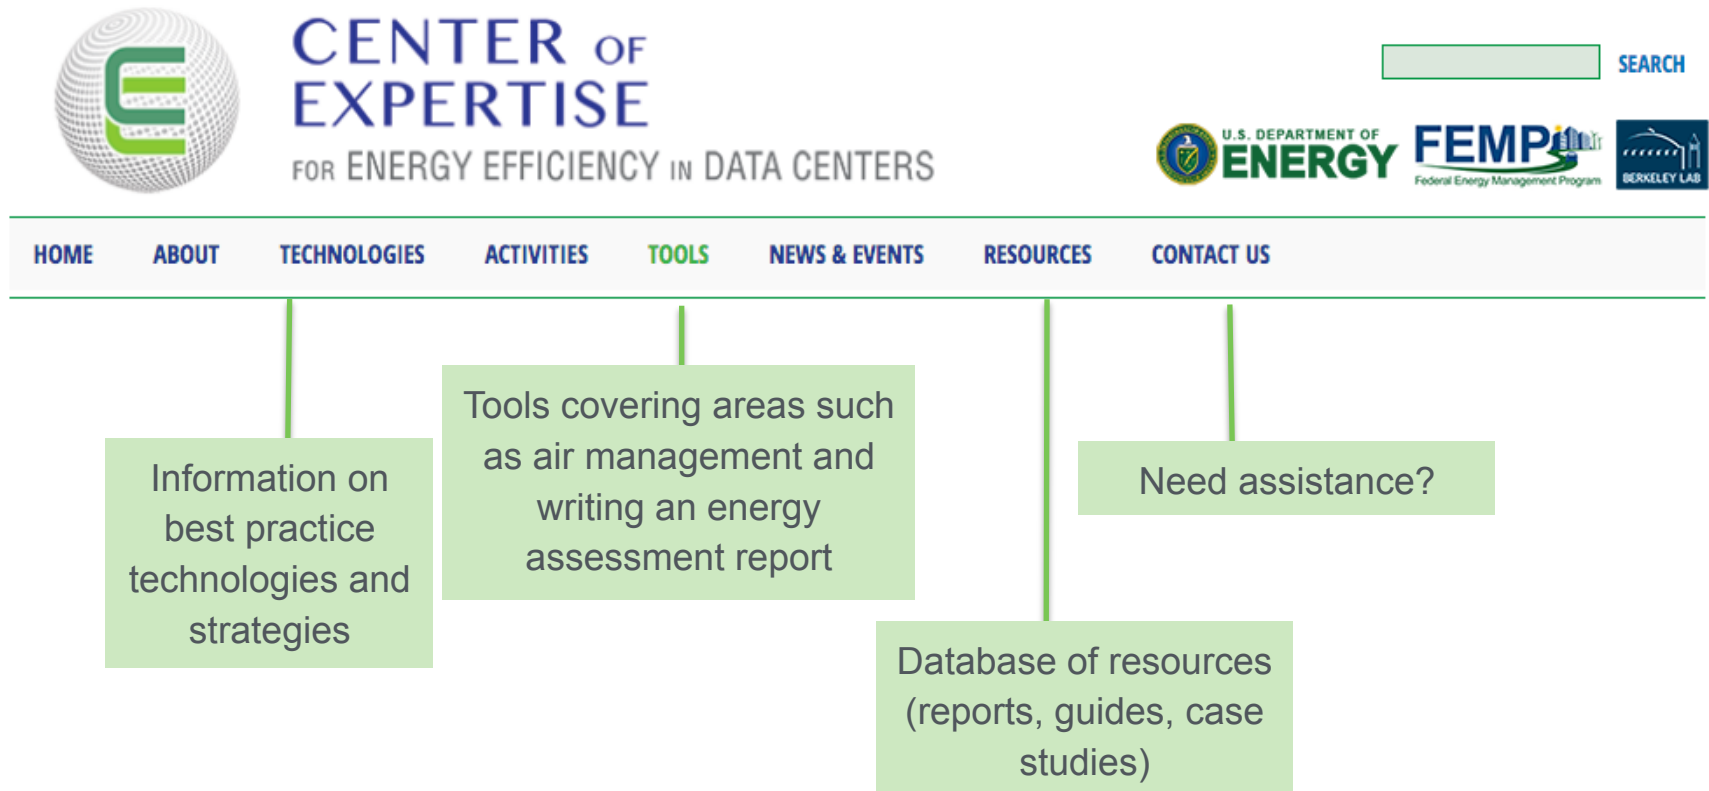 CENTER OF
EXPERTISE
FOR ENERGY EFFICIENCY IN DATA CENTERS
SEARCH
U.S. DEPARTMENT OF
ENERGY
FEMP
Federal Energy Management Program
BERKELEY LAB
HOME ABOUT TECHNOLOGIES ACTIVITIES TOOLS NEWS & EVENTS RESOURCES CONTACT US
Information on
best practice
technologies and
strategies
Tools covering areas such
as air management and
writing an energy
assessment report
Database of resources
(reports, guides, case
studies)
Need assistance?